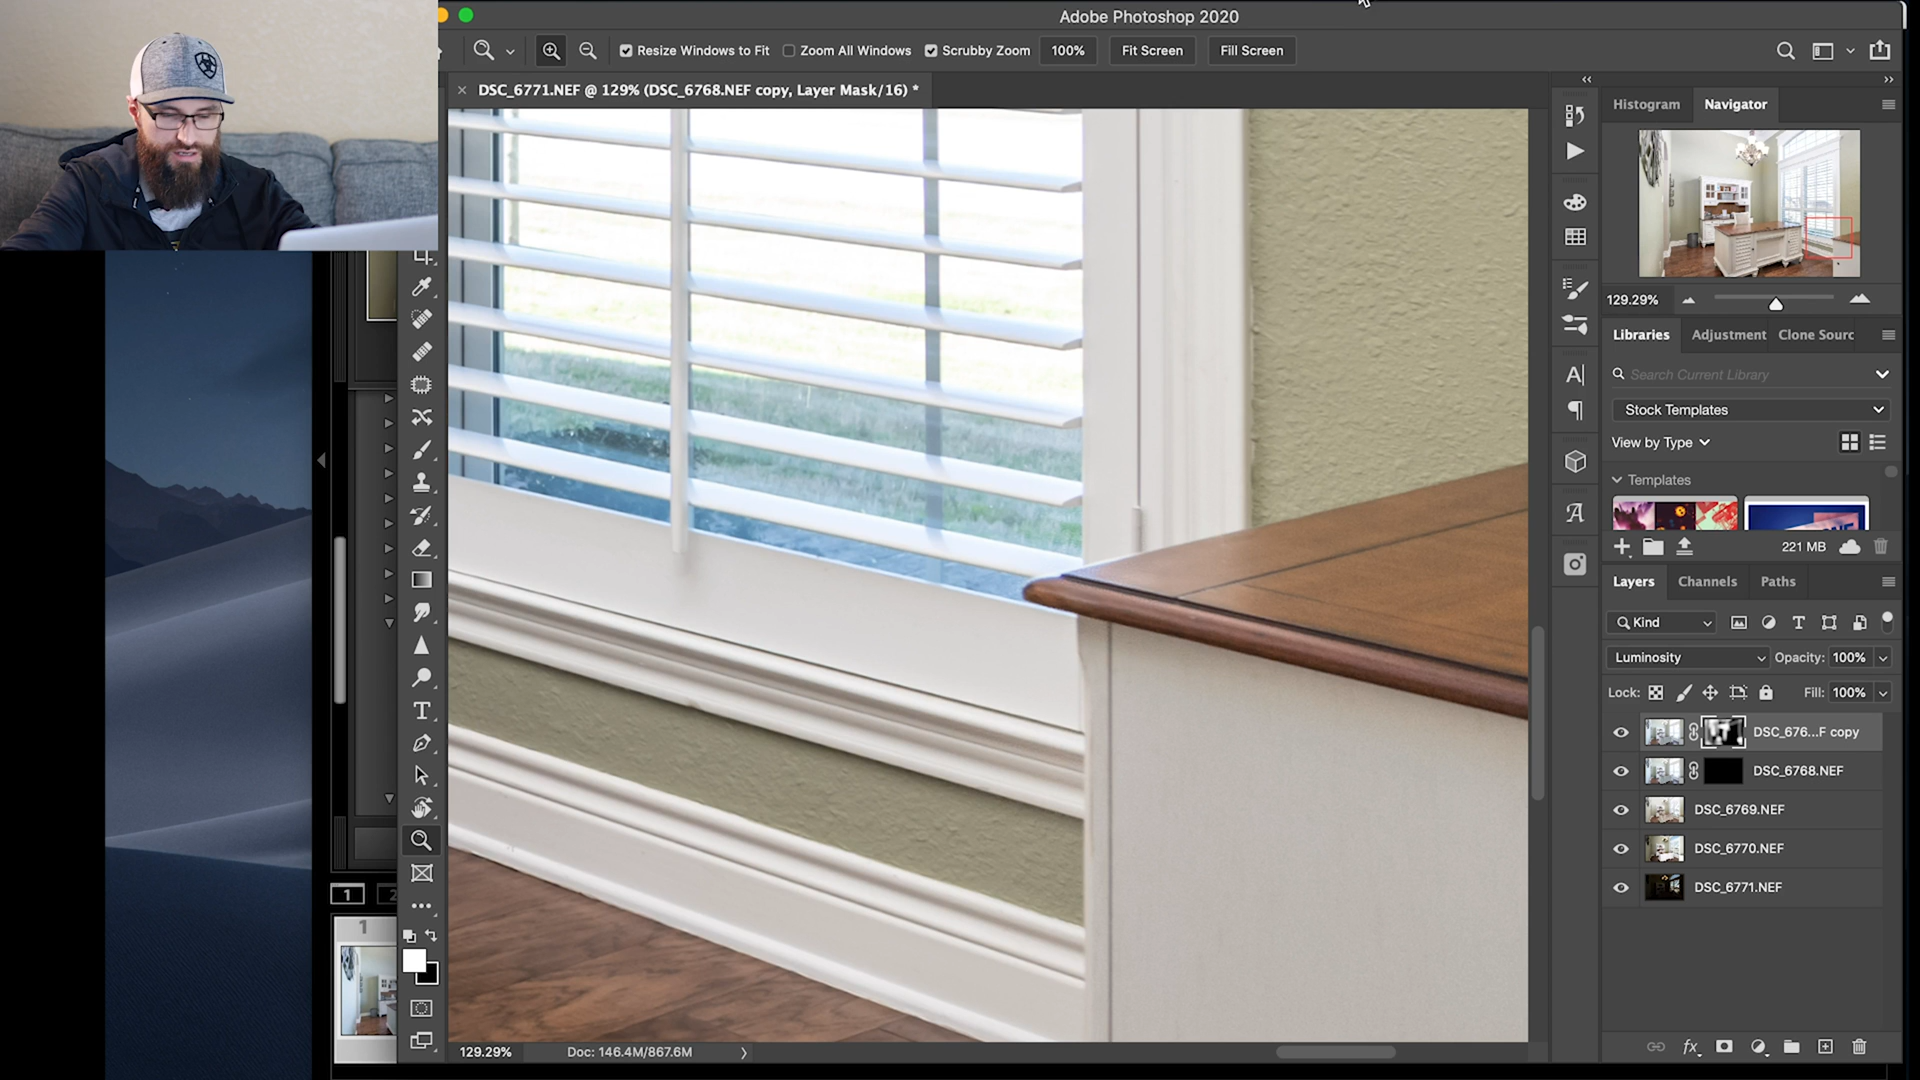 Adobe Photoshop 2020
Resize Windows to Fit
Zoom All Windows
Scrubby Zoom
100%
Fit Screen
Fill Screen
DSC_6771.NEF @ 129% (DSC_6768.NEF copy, Layer Mask/16) *
Histogram
Navigator
129.29%
Libraries
Adjustment
Clone Sourc
Search Current Library
Stock Templates
View by Type
Templates
221 MB
Layers
Channels
Paths
Kind
Luminosity
Opacity: 100%
Lock:
Fill: 100%
DSC_676...F copy
DSC_6768.NEF
DSC_6769.NEF
DSC_6770.NEF
DSC_6771.NEF
1
2
1
129.29%
Doc: 146.4M/867.6M